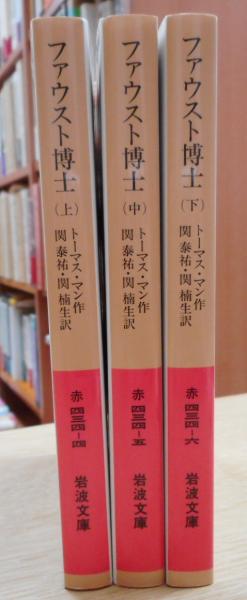 ファウスト博士
（上）
トーマス・マン作
関 泰祐・関 楠生訳
赤 四三四-四
岩波文庫
ファウスト博士
（中）
トーマス・マン作
関 泰祐・関 楠生訳
赤 四三四-五
岩波文庫
ファウスト博士
（下）
トーマス・マン作
関 泰祐・関 楠生訳
赤 四三四-六
岩波文庫